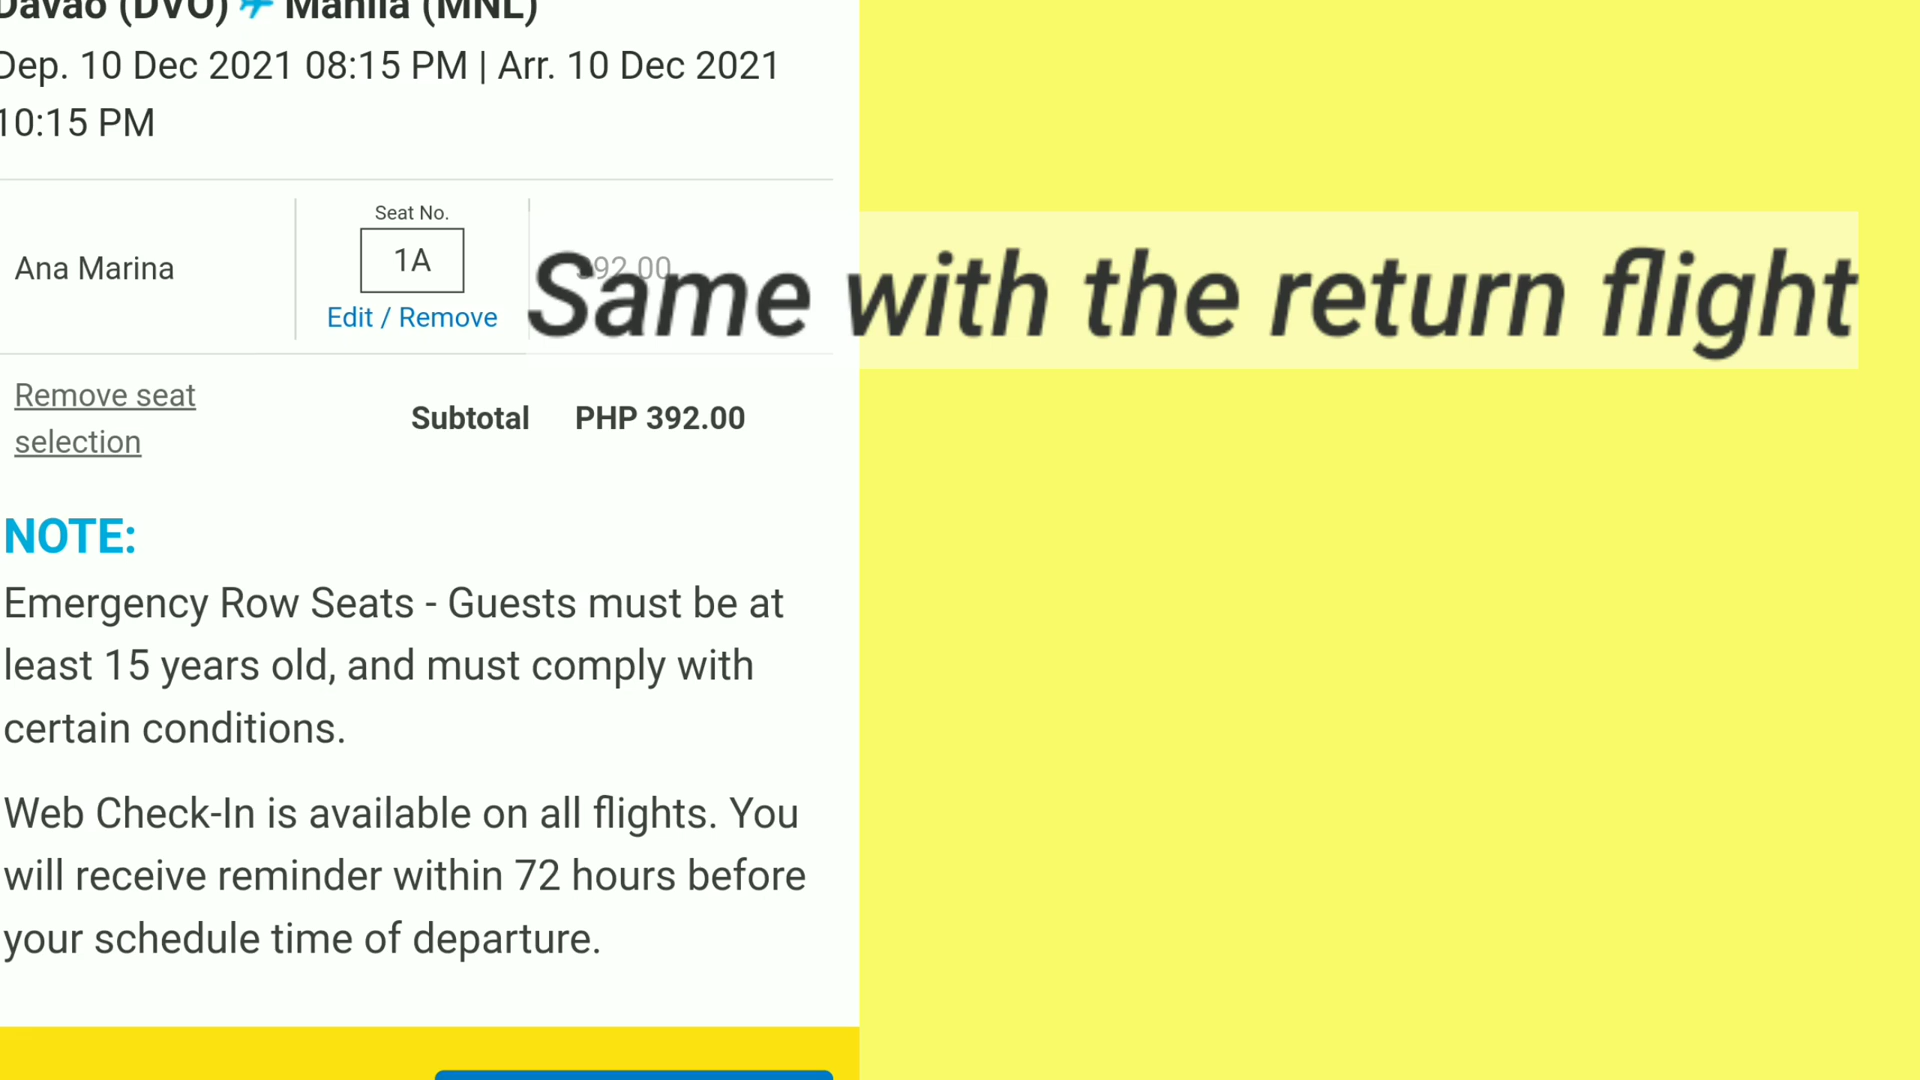 Davao (DVO) Manila (MNL)
Dep. 10 Dec 2021 08:15 PM | Arr. 10 Dec 2021
10:15 PM
Seat No.
Ana Marina
1A
392.00
Edit / Remove
Same with the return flight
Remove seat
selection
Subtotal PHP 392.00
NOTE:
Emergency Row Seats - Guests must be at
least 15 years old, and must comply with
certain conditions.
Web Check-In is available on all flights. You
will receive reminder within 72 hours before
your schedule time of departure.